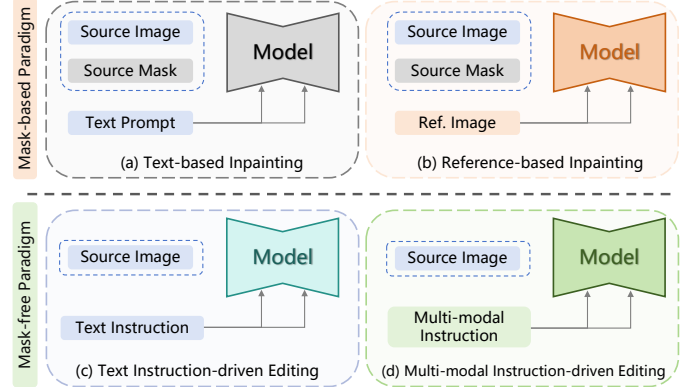 Mask-based Paradigm
Source Image
Source Mask
Model
Text Prompt
(a) Text-based Inpainting
Source Image
Source Mask
Model
Ref. Image
(b) Reference-based Inpainting
Mask-free Paradigm
Source Image
Model
Text Instruction
(c) Text Instruction-driven Editing
Source Image
Model
Multi-modal
Instruction
(d) Multi-modal Instruction-driven Editing